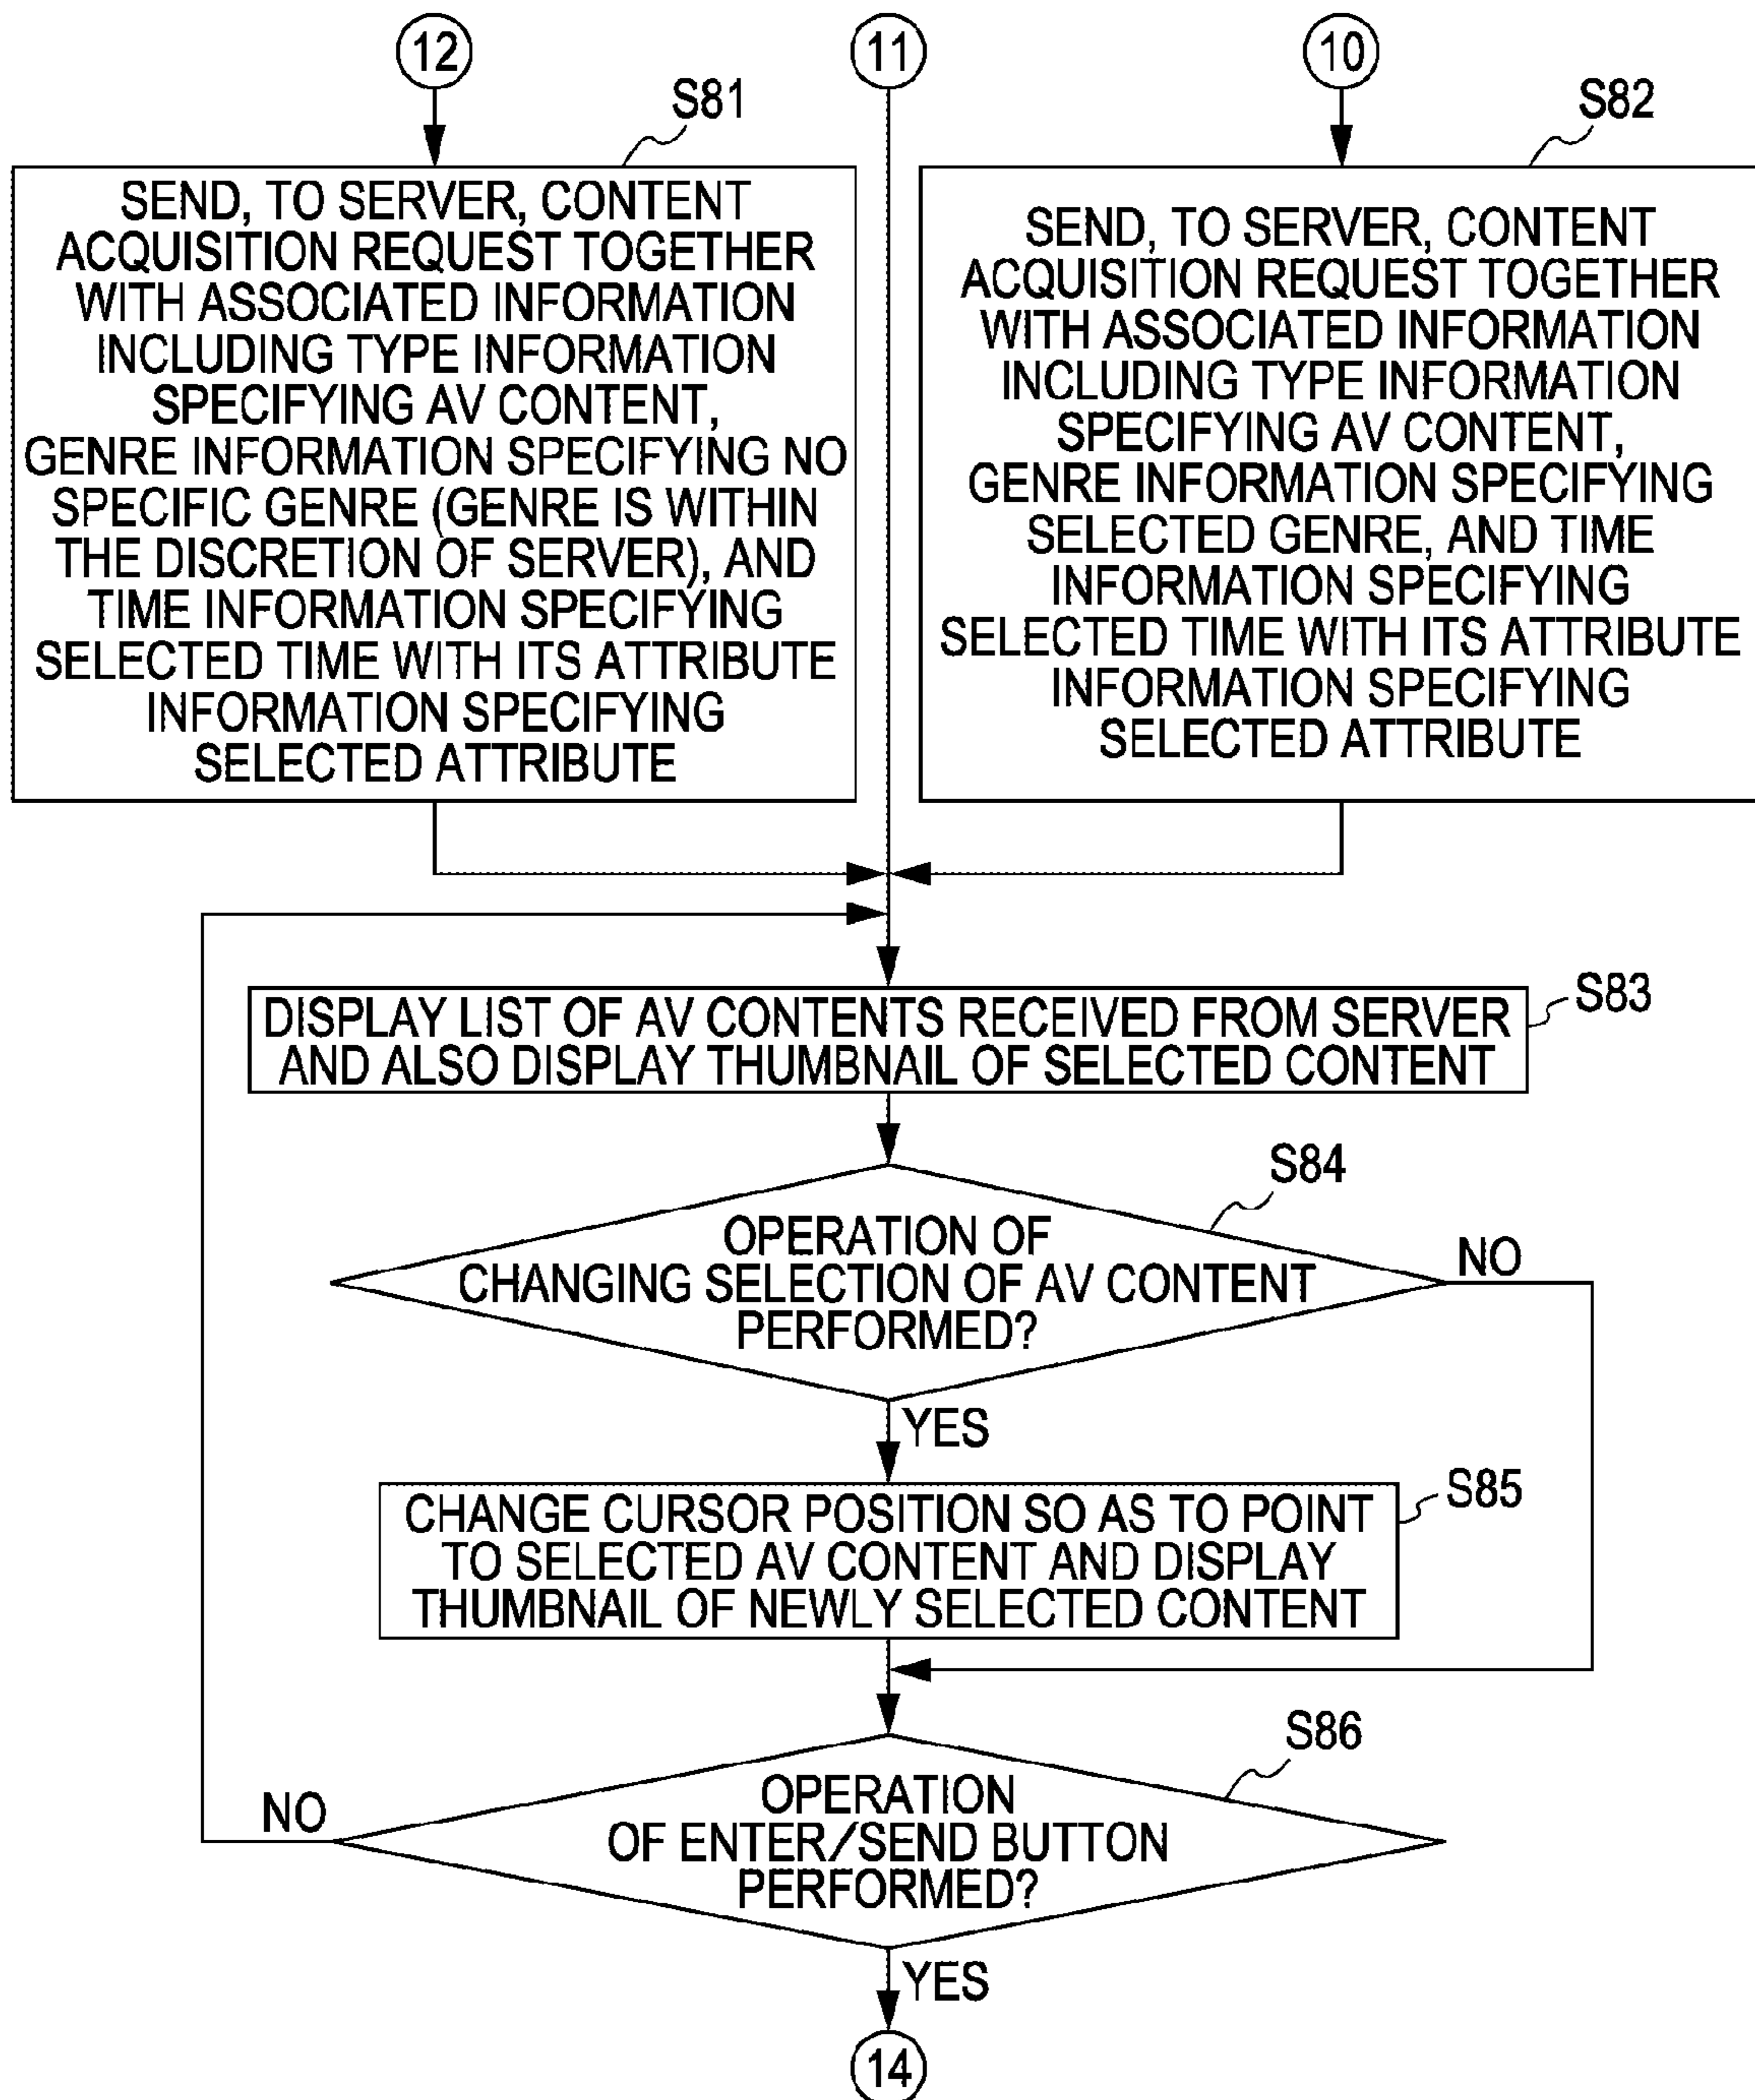 12
11
10
S81
S82
SEND, TO SERVER, CONTENT
ACQUISITION REQUEST TOGETHER
WITH ASSOCIATED INFORMATION
INCLUDING TYPE INFORMATION
SPECIFYING AV CONTENT,
GENRE INFORMATION SPECIFYING NO
SPECIFIC GENRE (GENRE IS WITHIN
THE DISCRETION OF SERVER), AND
TIME INFORMATION SPECIFYING
SELECTED TIME WITH ITS ATTRIBUTE
INFORMATION SPECIFYING
SELECTED ATTRIBUTE
SEND, TO SERVER, CONTENT
ACQUISITION REQUEST TOGETHER
WITH ASSOCIATED INFORMATION
INCLUDING TYPE INFORMATION
SPECIFYING AV CONTENT,
GENRE INFORMATION SPECIFYING
SELECTED GENRE, AND TIME
INFORMATION SPECIFYING
SELECTED TIME WITH ITS ATTRIBUTE
INFORMATION SPECIFYING
SELECTED ATTRIBUTE
S83
DISPLAY LIST OF AV CONTENTS RECEIVED FROM SERVER
AND ALSO DISPLAY THUMBNAIL OF SELECTED CONTENT
S84
OPERATION OF
CHANGING SELECTION OF AV CONTENT
PERFORMED?
NO
YES
S85
CHANGE CURSOR POSITION SO AS TO POINT
TO SELECTED AV CONTENT AND DISPLAY
THUMBNAIL OF NEWLY SELECTED CONTENT
S86
OPERATION
OF ENTER/SEND BUTTON
PERFORMED?
NO
YES
14